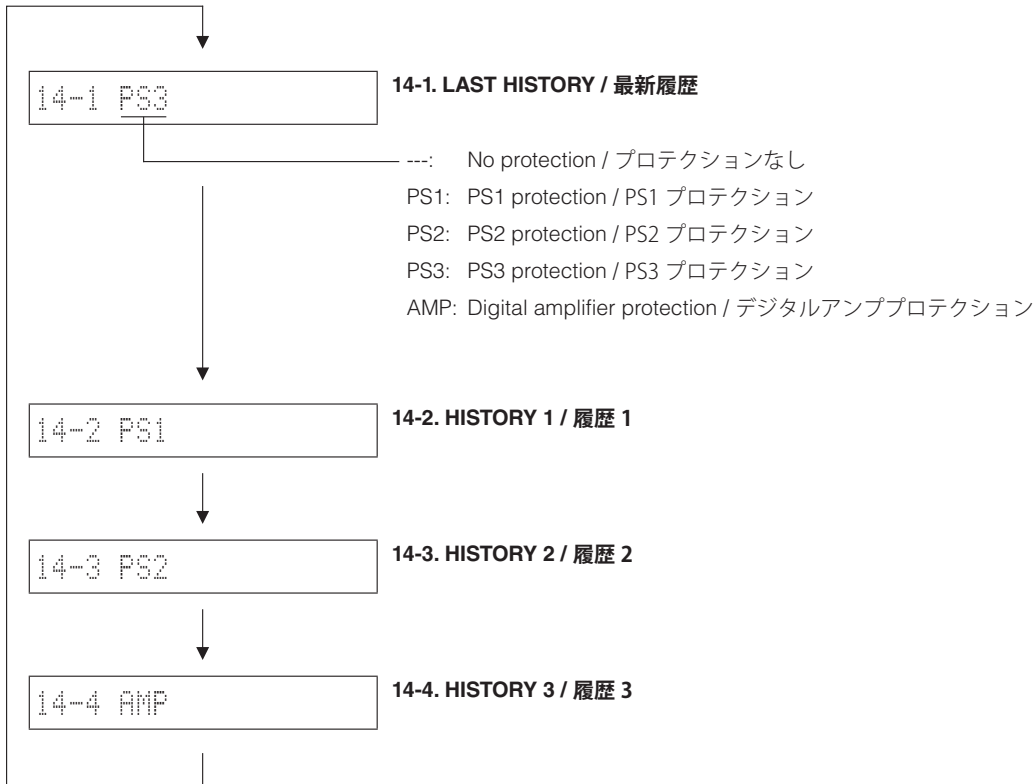 14-1 PS3
14-1. LAST HISTORY / 最新履歴
---: No protection / プロテクションなし
PS1: PS1 protection / PS1 プロテクション
PS2: PS2 protection / PS2 プロテクション
PS3: PS3 protection / PS3 プロテクション
AMP: Digital amplifier protection / デジタルアンププロテクション
14-2 PS1
14-2. HISTORY 1 / 履歴 1
14-3 PS2
14-3. HISTORY 2 / 履歴 2
14-4 AMP
14-4. HISTORY 3 / 履歴 3